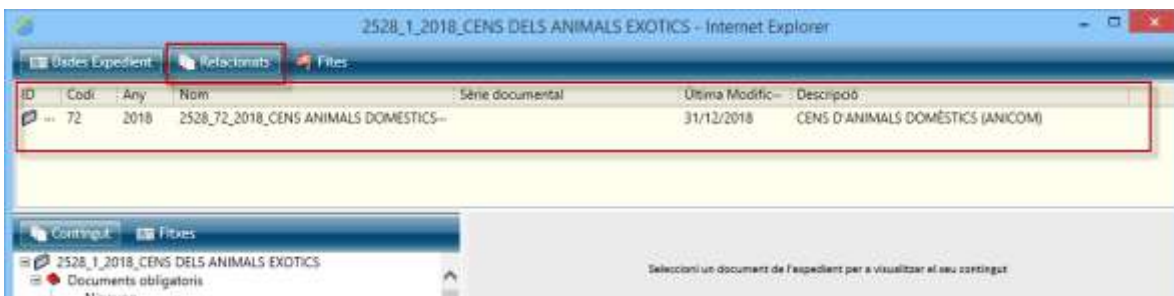 2528_1_2018_CENS DELS ANIMALS EXOTICS - Internet Explorer
Dades Expedient Relacionats Fites
ID Codi Any Nom Sèrie documental Última Modific... Descripció
... 72 2018 2528_72_2018_CENS ANIMALS DOMESTICS... 31/12/2018 CENS D'ANIMALS DOMÈSTICS (ANICOM)
Contingut Fitxes
2528_1_2018_CENS DELS ANIMALS EXOTICS
Seleccioni un document de l'expedient per a visualitzar el seu contingut
Documents obligatoris